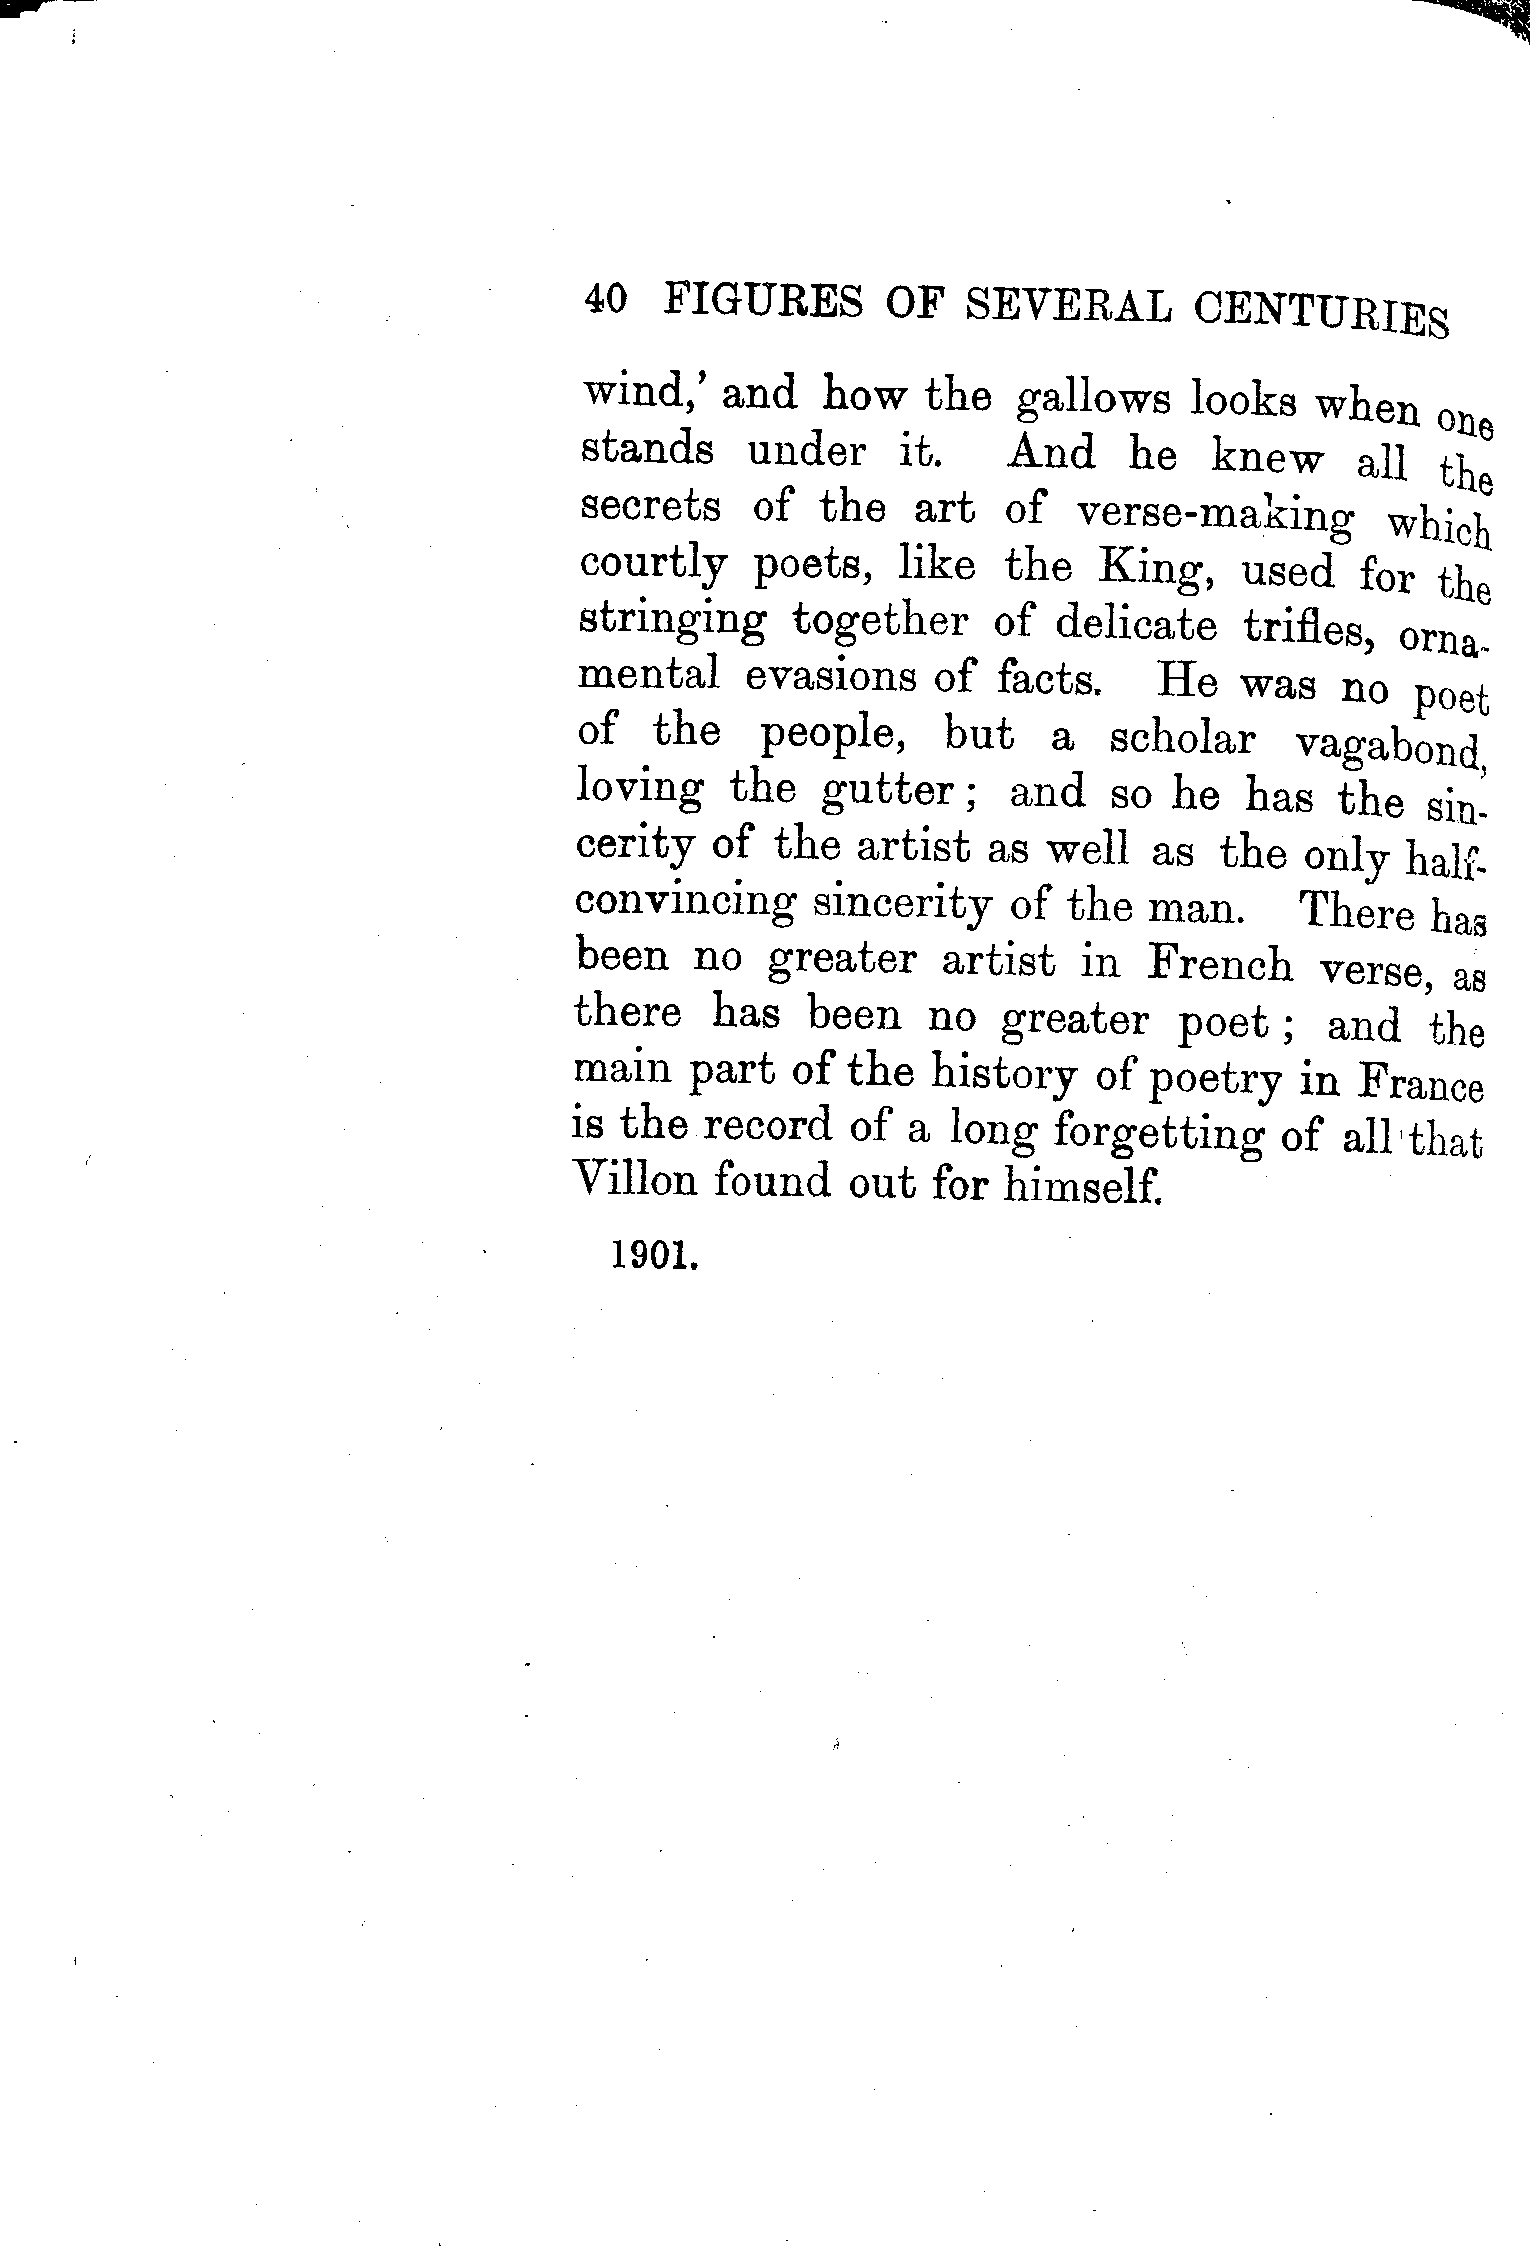 40 FIGURES OF SEVERAL CENTURIES
wind,' and how the gallows looks when one
stands under it. And he knew all the
secrets of the art of verse-making which
courtly poets, like the King, used for the
stringing together of delicate trifles, orna-
mental evasions of facts. He was no poet
of the people, but a scholar vagabond,
loving the gutter; and so he has the sin-
cerity of the artist as well as the only half-
convincing sincerity of the man. There has
been no greater artist in French verse, as
there has been no greater poet; and the
main part of the history of poetry in France
is the record of a long forgetting of all that
Villon found out for himself.
1901.